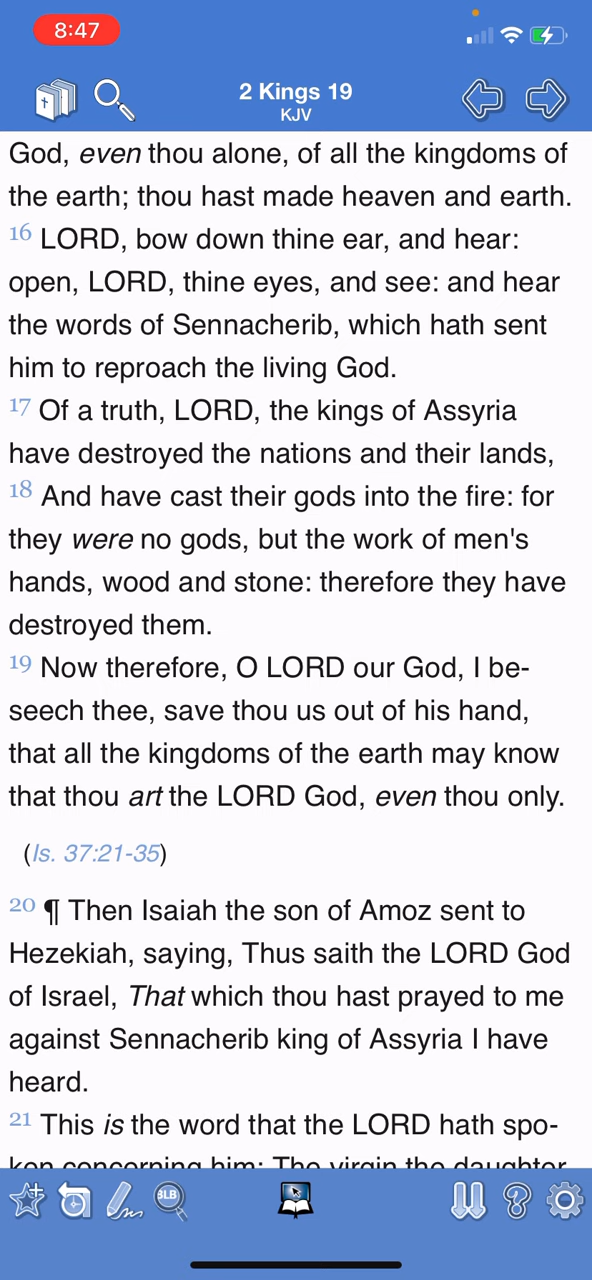 8:47
2 Kings 19
KJV
God, even thou alone, of all the kingdoms of
the earth; thou hast made heaven and earth.
16 LORD, bow down thine ear, and hear:
open, LORD, thine eyes, and see: and hear
the words of Sennacherib, which hath sent
him to reproach the living God.
17 Of a truth, LORD, the kings of Assyria
have destroyed the nations and their lands,
18 And have cast their gods into the fire: for
they were no gods, but the work of men's
hands, wood and stone: therefore they have
destroyed them.
19 Now therefore, O LORD our God, I be-
seech thee, save thou us out of his hand,
that all the kingdoms of the earth may know
that thou art the LORD God, even thou only.
(Is. 37:21-35)
20 ¶ Then Isaiah the son of Amoz sent to
Hezekiah, saying, Thus saith the LORD God
of Israel, That which thou hast prayed to me
against Sennacherib king of Assyria I have
heard.
21 This is the word that the LORD hath spo-
ken concerning him; The virgin the daughter
BLB